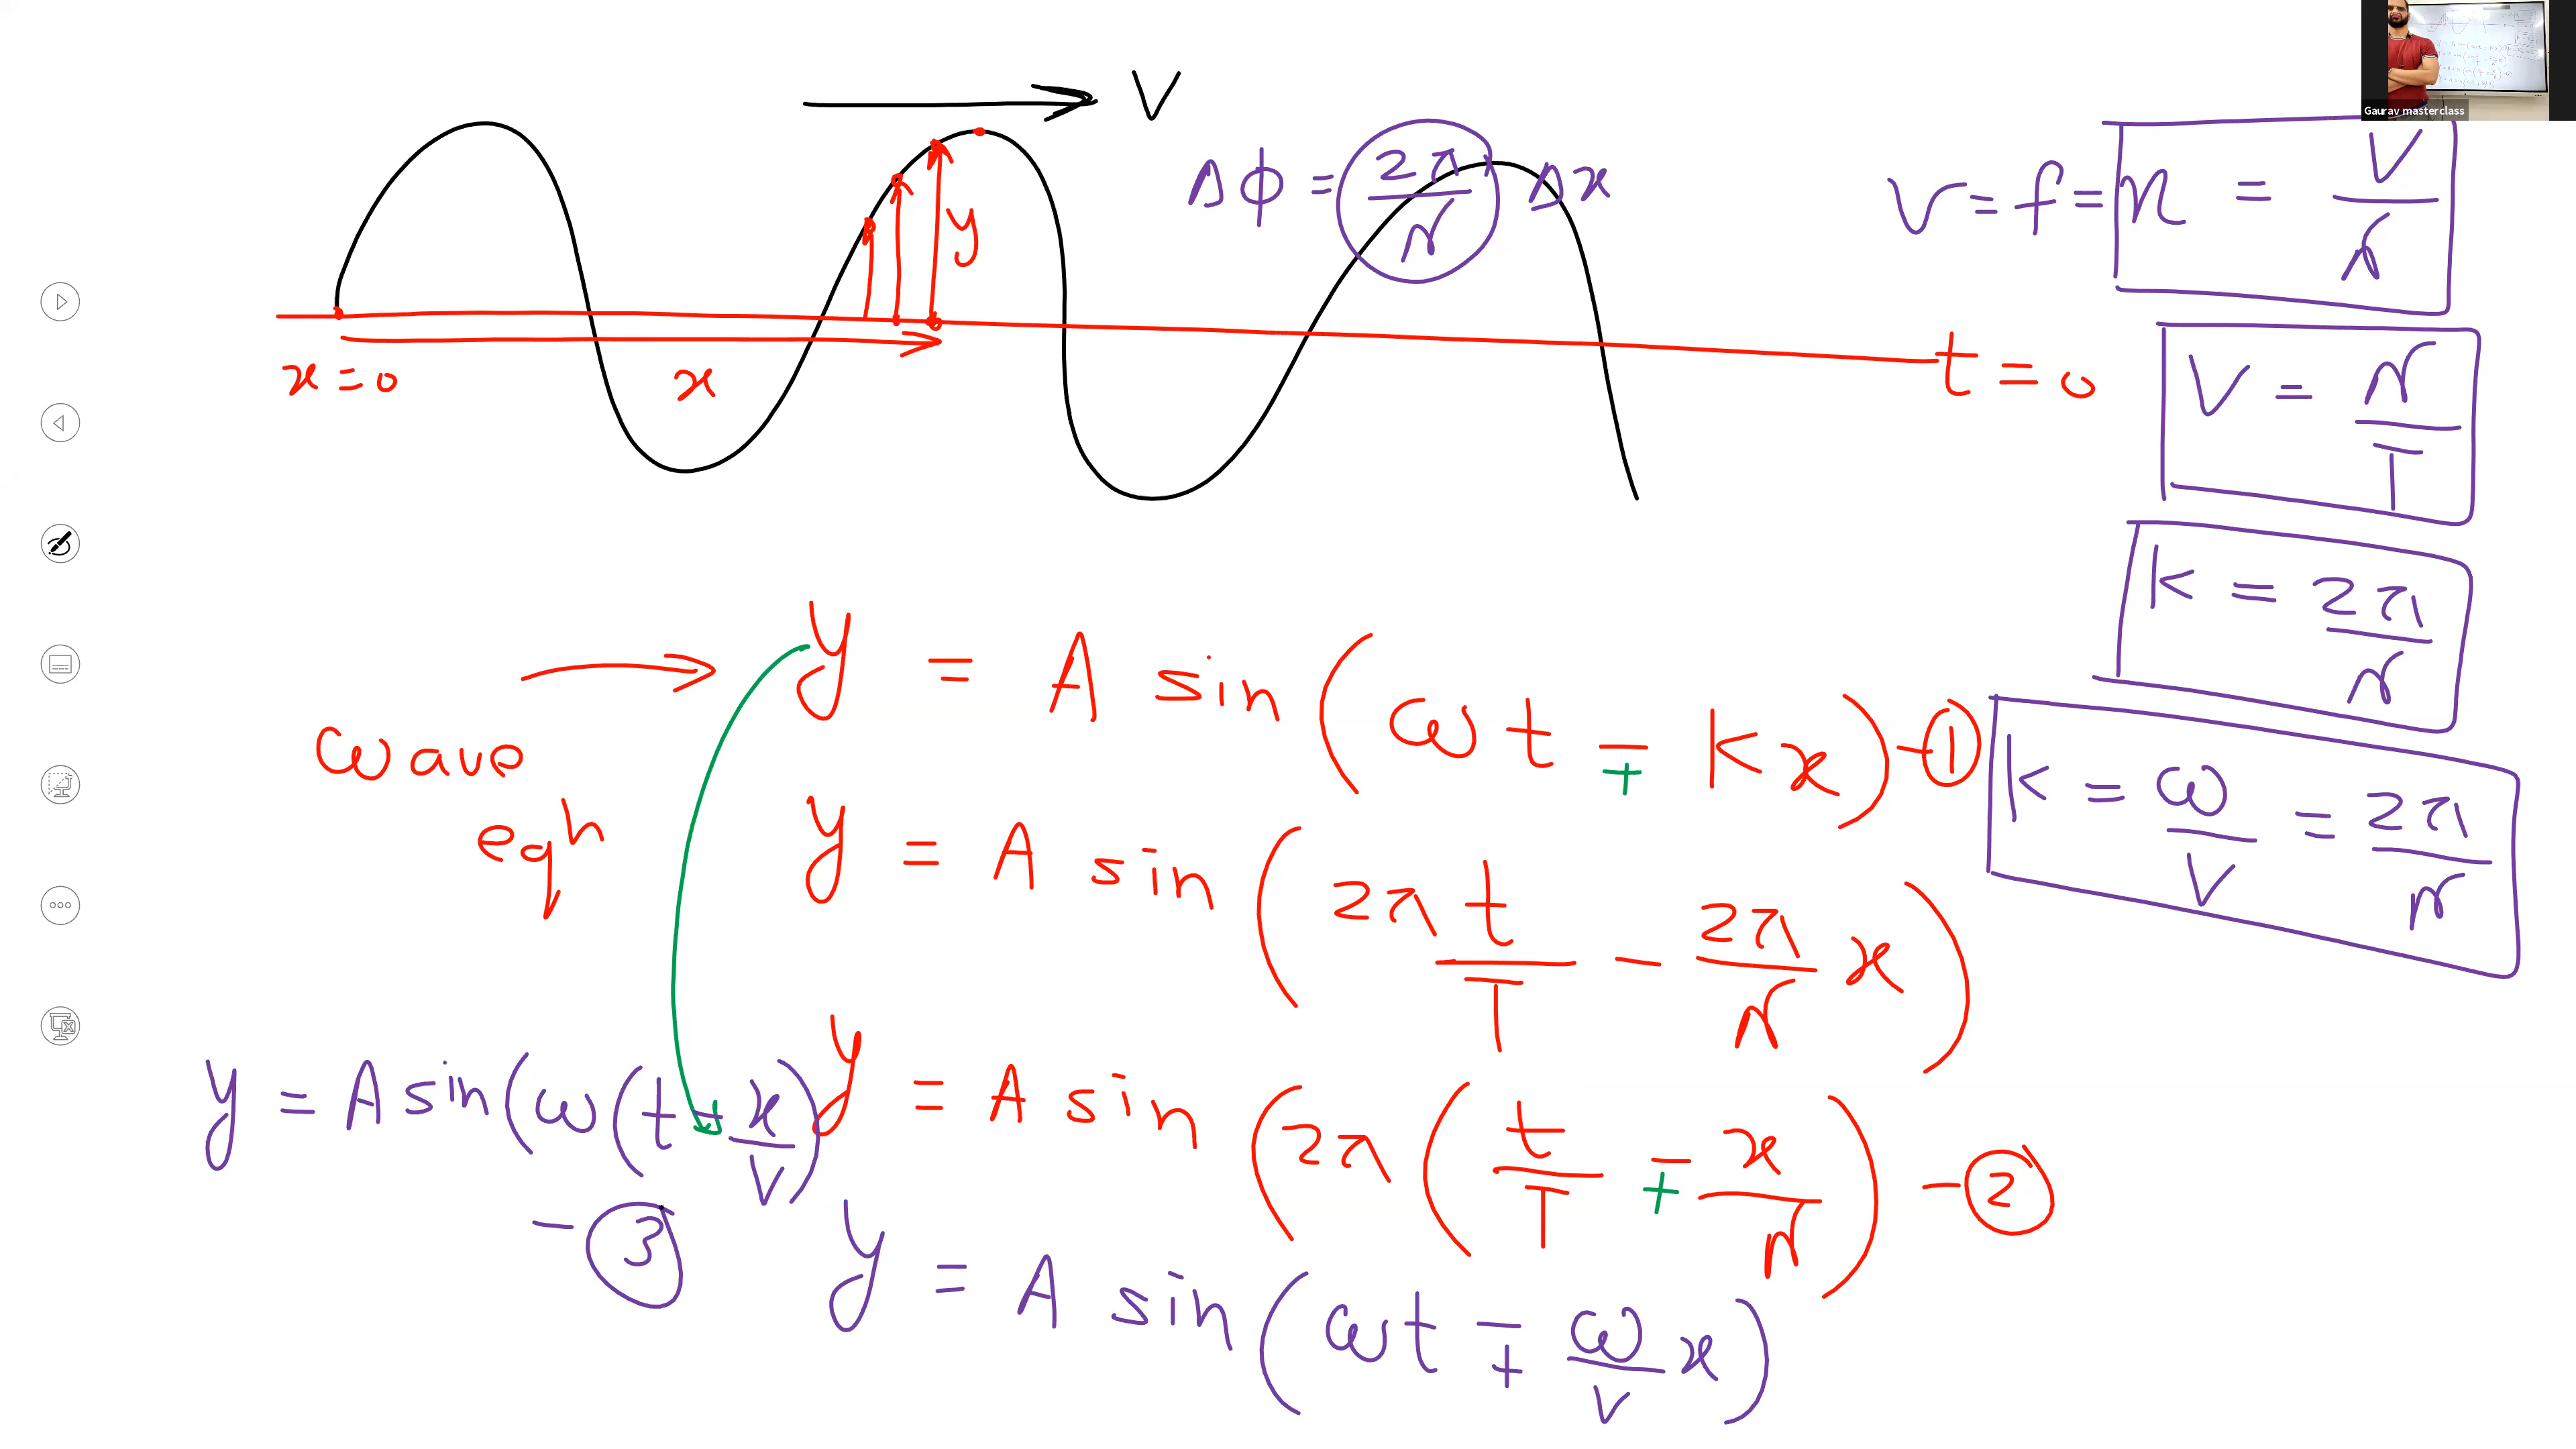 Gaurav masterclass
V
Δϕ = 2π/λ Δx
ν = f = n = V/λ
y
x = 0
x
t = 0
V = λ/T
k = 2π/λ
k = ω/V = 2π/λ
wave eqn
y = A sin(ωt ∓ kx) - 1
y = A sin(2π t/T - 2π/λ x)
y = A sin(2π(t/T ∓ x/λ)) - 2
y = A sin(ω(t - x/V) - 3
y = A sin(ωt ∓ ω/V x)